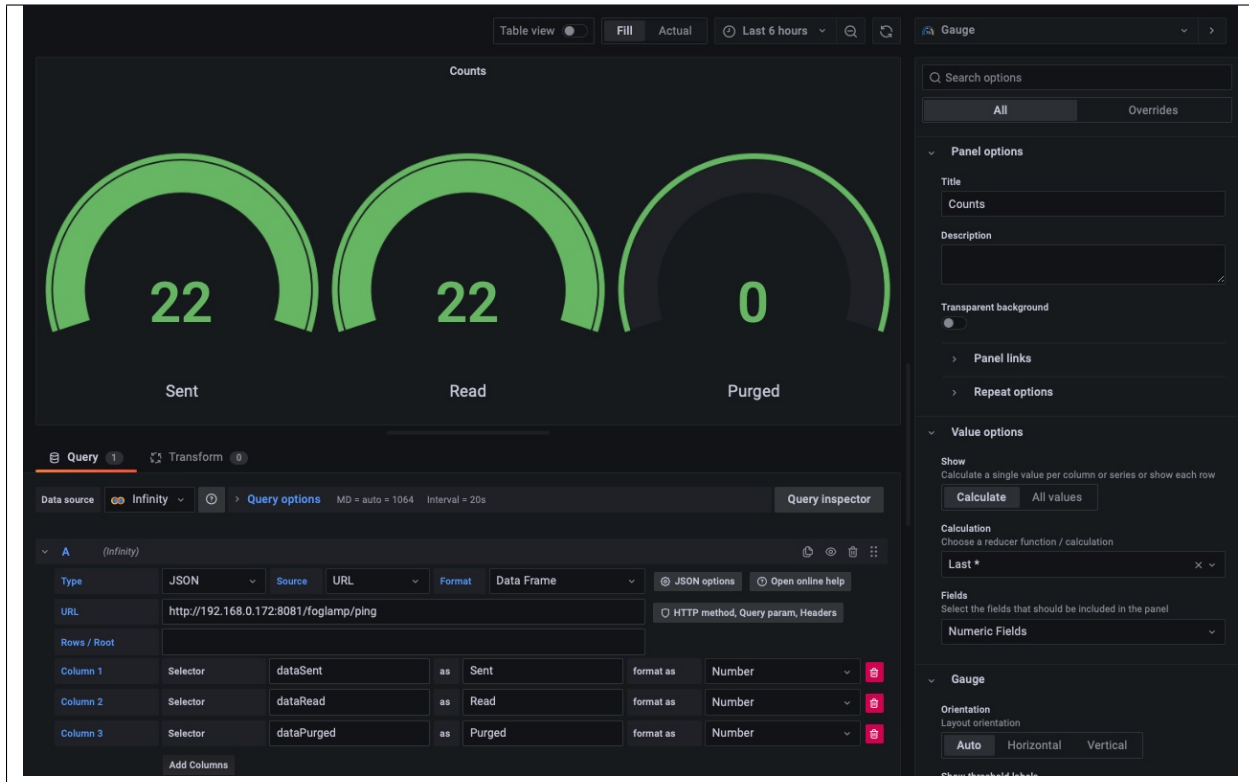 Table view Fill Actual Last 6 hours Gauge
Counts
22 22 0
Sent Read Purged
Search options
All Overrides
Panel options
Title
Counts
Description
Transparent background
Panel links
Repeat options
Value options
Show
Calculate a single value per column or series or show each row
Calculate All values
Calculation
Choose a reducer function / calculation
Last *
Fields
Select the fields that should be included in the panel
Numeric Fields
Gauge
Orientation
Layout orientation
Auto Horizontal Vertical
Show threshold labels
Query 1 Transform 0
Data source Infinity Query options MD = auto = 1064 Interval = 20s Query inspector
A (Infinity)
Type JSON Source URL Format Data Frame JSON options Open online help
URL http://192.168.0.172:8081/foglamp/ping HTTP method, Query param, Headers
Rows / Root
Column 1 Selector dataSent as Sent format as Number
Column 2 Selector dataRead as Read format as Number
Column 3 Selector dataPurged as Purged format as Number
Add Columns